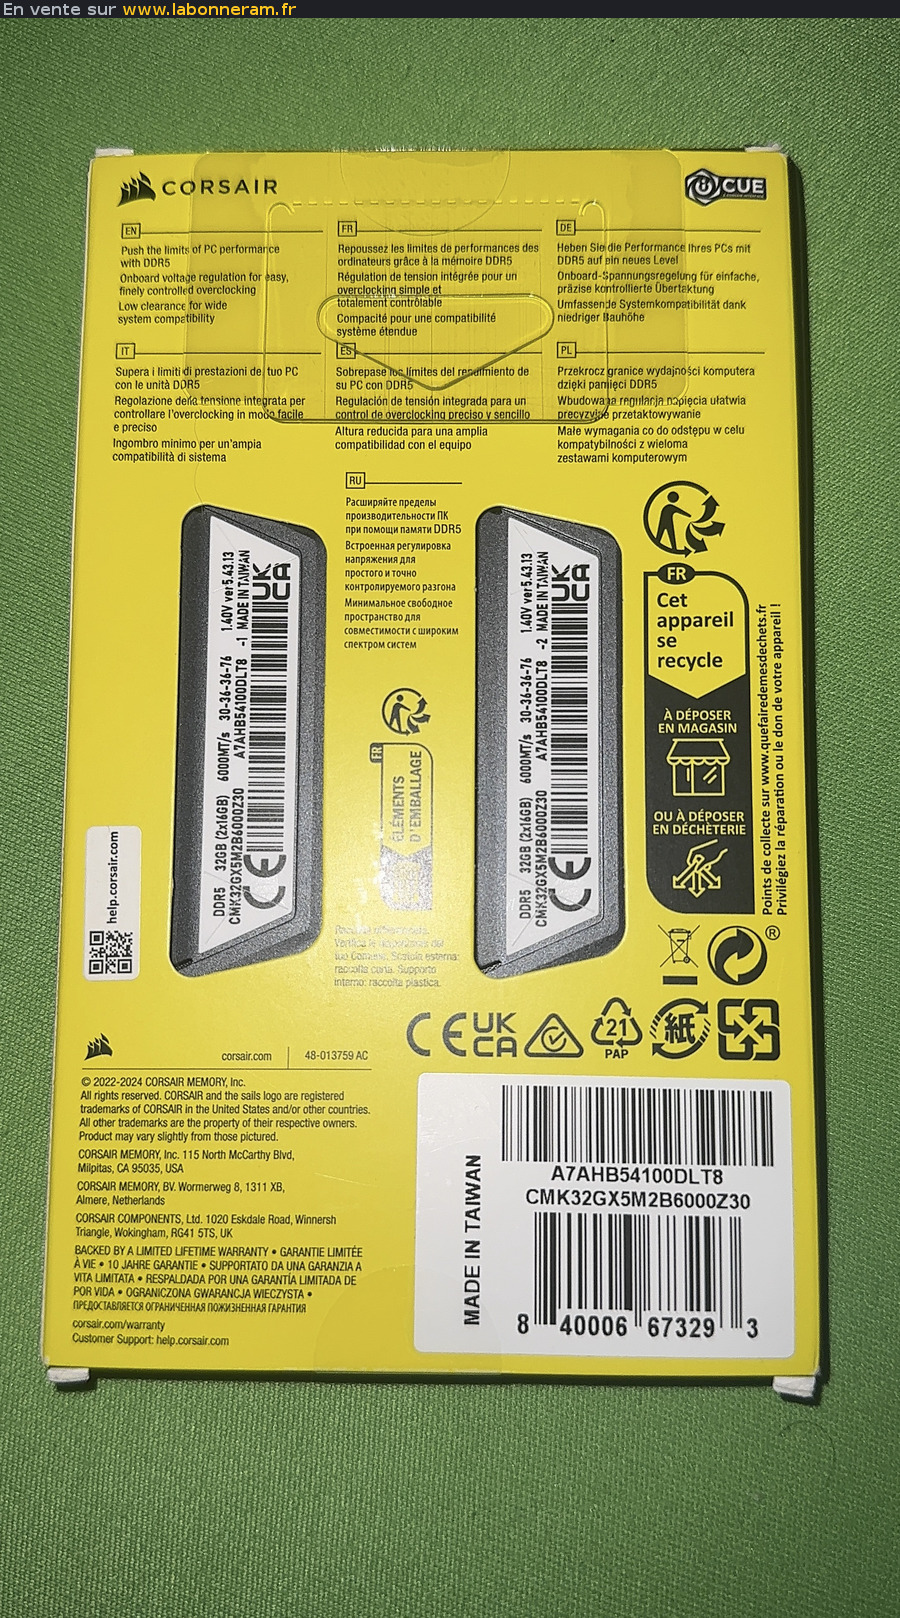 En vente sur www.labonneram.fr
CORSAIR
iCUE
EN
Push the limits of PC performance
with DDR5
Onboard voltage regulation for easy,
finely controlled overclocking
Low clearance for wide
system compatibility
FR
Repoussez les limites de performances des
ordinateurs grâce à la mémoire DDR5
Régulation de tension intégrée pour un
overclocking simple et
totalement contrôlable
Compacité pour une compatibilité
système étendue
DE
Heben Sie die Performance Ihres PCs mit
DDR5 auf ein neues Level
Onboard-Spannungsregelung für einfache,
präzise kontrollierte Übertaktung
Umfassende Systemkompatibilität dank
niedriger Bauhöhe
IT
Supera i limiti di prestazioni del tuo PC
con le unità DDR5
Regolazione della tensione integrata per
controllare l'overclocking in modo facile
e preciso
Ingombro minimo per un'ampia
compatibilità di sistema
ES
Sobrepase los límites del rendimiento de
su PC con DDR5
Regulación de tensión integrada para un
control de overclocking preciso y sencillo
Altura reducida para una amplia
compatibilidad con el equipo
PL
Przekrocz granice wydajności komputera
dzięki pamięci DDR5
Wbudowana regulacja napięcia ułatwia
precyzyjne przetaktowywanie
Małe wymagania co do odstępu w celu
kompatybilności z wieloma
zestawami komputerowym
RU
Расширяйте пределы
производительности ПК
при помощи памяти DDR5
Встроенная регулировка
напряжения для
простого и точно
контролируемого разгона
Минимальное свободное
пространство для
совместимости с широким
спектром систем
DDR5 32GB (2x16GB) 6000MT/s 30-36-36-76 1.40V ver5.43.13
CMK32GX5M2B6000Z30 A7AHB54100DLT8 -1 MADE IN TAIWAN
CE
UK
CA
DDR5 32GB (2x16GB) 6000MT/s 30-36-36-76 1.40V ver5.43.13
CMK32GX5M2B6000Z30 A7AHB54100DLT8 -2 MADE IN TAIWAN
CE
UK
CA
FR
ÉLÉMENTS
D'EMBALLAGE
Verifica le disposizioni del
tuo Comune. Scatola esterna:
raccolta carta. Supporto
interno: raccolta plastica.
FR
Cet
appareil
se
recycle
À DÉPOSER
EN MAGASIN
OU À DÉPOSER
EN DÉCHÈTERIE
Points de collecte sur www.quefairedemesdechets.fr
Privilégiez la réparation ou le don de votre appareil !
help.corsair.com
®
CE
UK
CA
21
PAP
紙
corsair.com
48-013759 AC
© 2022-2024 CORSAIR MEMORY, Inc.
All rights reserved. CORSAIR and the sails logo are registered
trademarks of CORSAIR in the United States and/or other countries.
All other trademarks are the property of their respective owners.
Product may vary slightly from those pictured.
CORSAIR MEMORY, Inc. 115 North McCarthy Blvd,
Milpitas, CA 95035, USA
CORSAIR MEMORY, BV. Wormerweg 8, 1311 XB,
Almere, Netherlands
CORSAIR COMPONENTS, Ltd. 1020 Eskdale Road, Winnersh
Triangle, Wokingham, RG41 5TS, UK
BACKED BY A LIMITED LIFETIME WARRANTY • GARANTIE LIMITÉE
À VIE • 10 JAHRE GARANTIE • SUPPORTATO DA UNA GARANZIA A
VITA LIMITATA • RESPALDADA POR UNA GARANTÍA LIMITADA DE
POR VIDA • OGRANICZONA GWARANCJA WIECZYSTA •
ПРЕДОСТАВЛЯЕТСЯ ОГРАНИЧЕННАЯ ПОЖИЗНЕННАЯ ГАРАНТИЯ
corsair.com/warranty
Customer Support: help.corsair.com
MADE IN TAIWAN
A7AHB54100DLT8
CMK32GX5M2B6000Z30
8 40006 67329 3